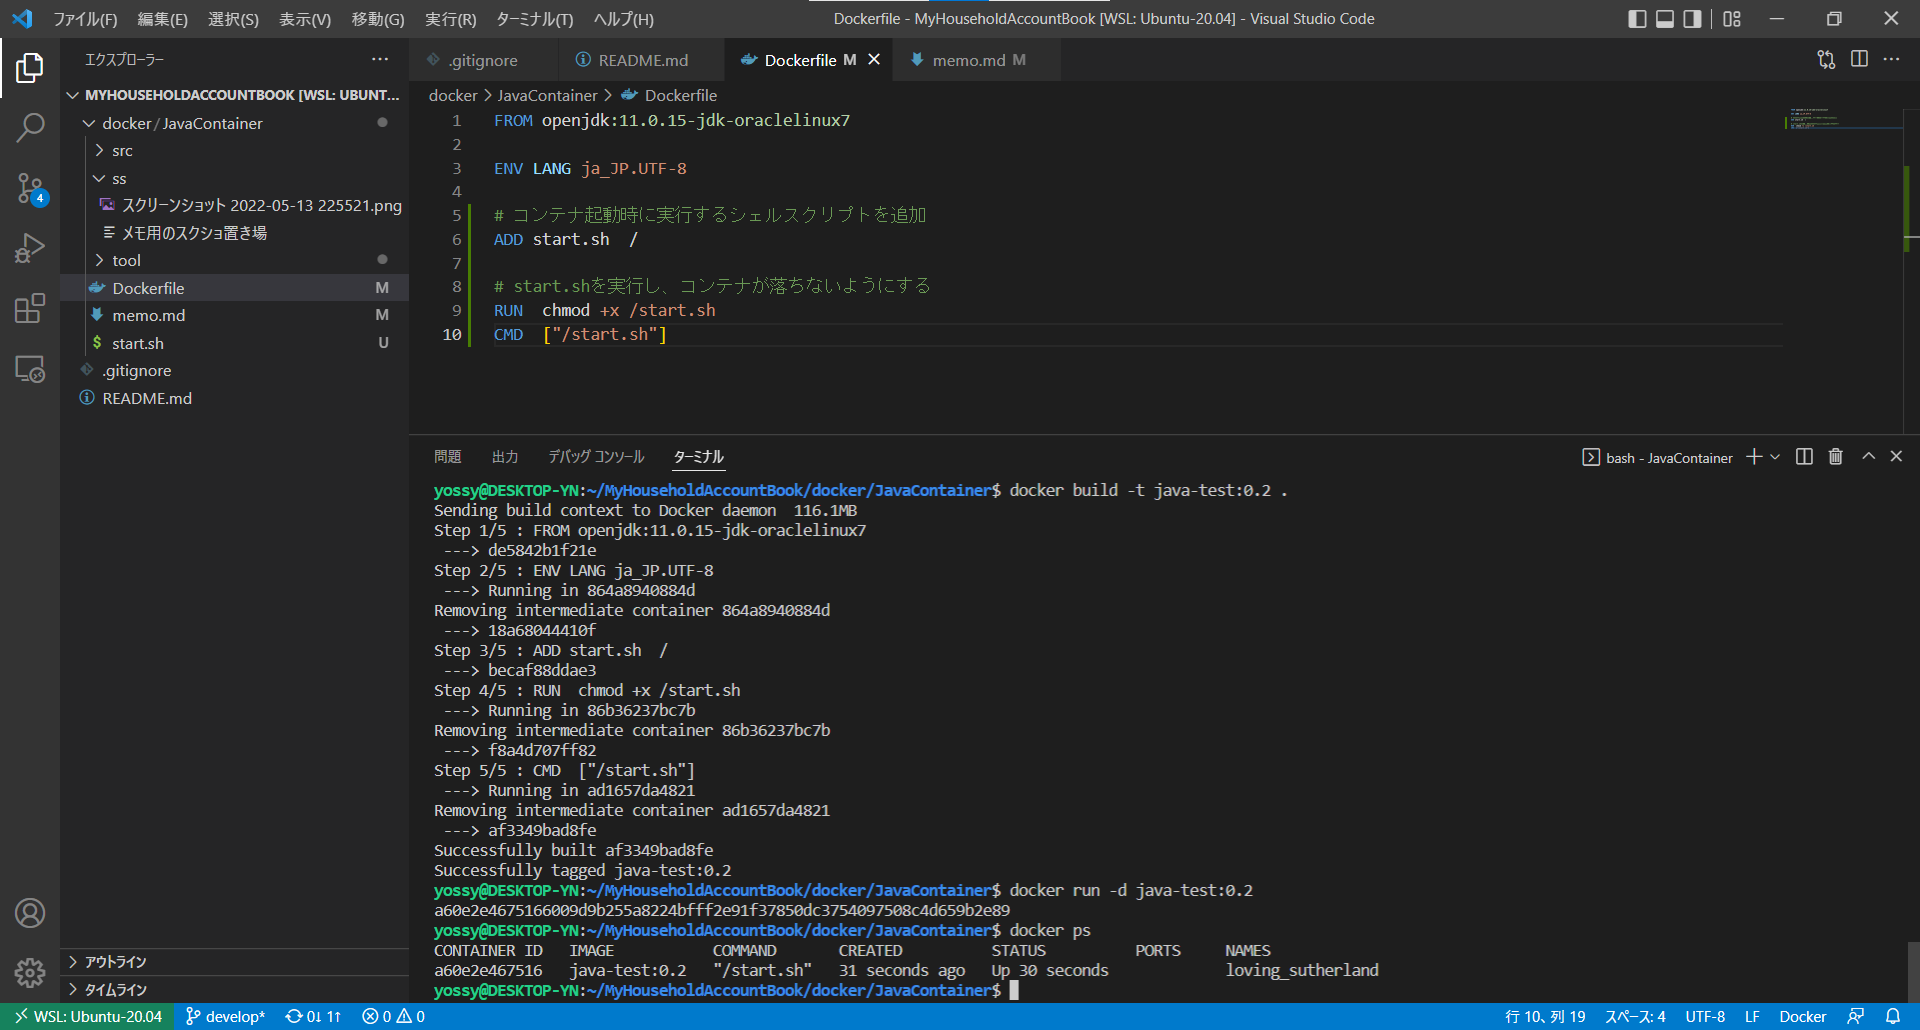 ファイル(F) 編集(E) 選択(S) 表示(V) 移動(G) 実行(R) ターミナル(T) ヘルプ(H) Dockerfile - MyHouseholdAccountBook [WSL: Ubuntu-20.04] - Visual Studio Code
エクスプローラー
.gitignore README.md Dockerfile M memo.md M
MYHOUSEHOLDACCOUNTBOOK [WSL: UBUNT...
docker/JavaContainer
src
ss
スクリーンショット 2022-05-13 225521.png
メモ用のスクショ置き場
tool
Dockerfile M
memo.md M
start.sh U
.gitignore
README.md
4
アウトライン
タイムライン
docker > JavaContainer > Dockerfile
1 FROM openjdk:11.0.15-jdk-oraclelinux7
2
3 ENV LANG ja_JP.UTF-8
4
5 # コンテナ起動時に実行するシェルスクリプトを追加
6 ADD start.sh  /
7
8 # start.shを実行し、コンテナが落ちないようにする
9 RUN  chmod +x /start.sh
10 CMD  ["/start.sh"]
問題 出力 デバッグ コンソール ターミナル bash - JavaContainer
yossy@DESKTOP-YN:~/MyHouseholdAccountBook/docker/JavaContainer$ docker build -t java-test:0.2 .
Sending build context to Docker daemon  116.1MB
Step 1/5 : FROM openjdk:11.0.15-jdk-oraclelinux7
 ---> de5842b1f21e
Step 2/5 : ENV LANG ja_JP.UTF-8
 ---> Running in 864a8940884d
Removing intermediate container 864a8940884d
 ---> 18a68044410f
Step 3/5 : ADD start.sh  /
 ---> becaf88ddae3
Step 4/5 : RUN  chmod +x /start.sh
 ---> Running in 86b36237bc7b
Removing intermediate container 86b36237bc7b
 ---> f8a4d707ff82
Step 5/5 : CMD  ["/start.sh"]
 ---> Running in ad1657da4821
Removing intermediate container ad1657da4821
 ---> af3349bad8fe
Successfully built af3349bad8fe
Successfully tagged java-test:0.2
yossy@DESKTOP-YN:~/MyHouseholdAccountBook/docker/JavaContainer$ docker run -d java-test:0.2
a60e2e4675166009d9b255a8224bfff2e91f37850dc3754097508c4d659b2e89
yossy@DESKTOP-YN:~/MyHouseholdAccountBook/docker/JavaContainer$ docker ps
CONTAINER ID   IMAGE           COMMAND       CREATED          STATUS          PORTS     NAMES
a60e2e467516   java-test:0.2   "/start.sh"   31 seconds ago   Up 30 seconds             loving_sutherland
yossy@DESKTOP-YN:~/MyHouseholdAccountBook/docker/JavaContainer$
WSL: Ubuntu-20.04 develop* 0↓ 1↑ 0 0 行 10、列 19 スペース: 4 UTF-8 LF Docker